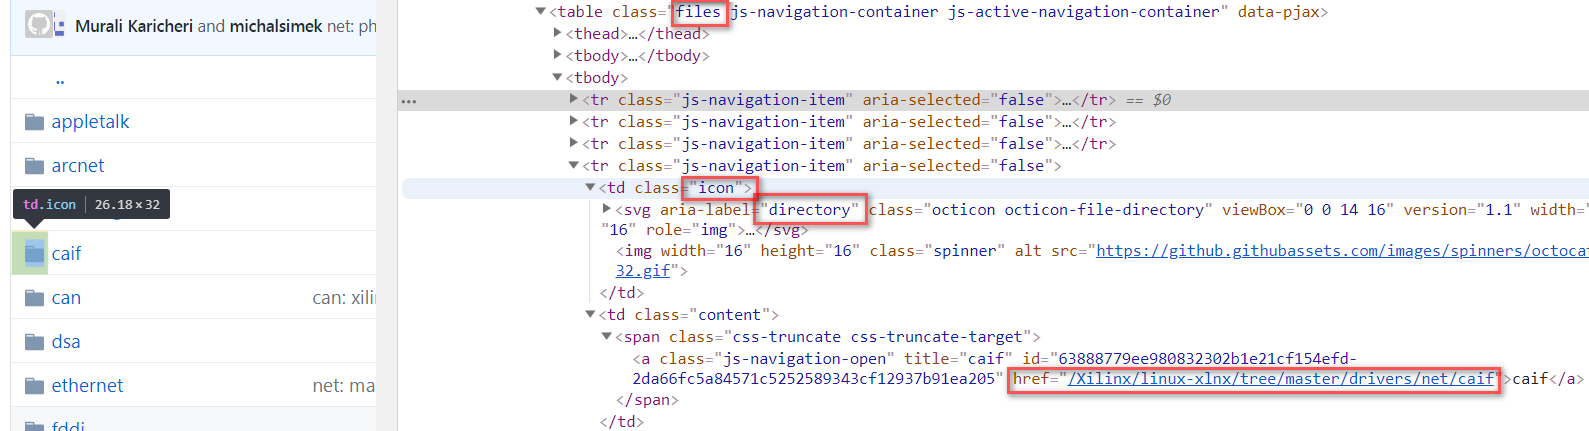 Murali Karicheri and michalsimek net: ph
..
appletalk
arcnet
td.icon 26.18 × 32
caif
can can: xilin
dsa
ethernet net: ma
fddi
▼<table class="files js-navigation-container js-active-navigation-container" data-pjax>
▶<thead>…</thead>
▶<tbody>…</tbody>
▼<tbody>
… ▶<tr class="js-navigation-item" aria-selected="false">…</tr> == $0
▶<tr class="js-navigation-item" aria-selected="false">…</tr>
▶<tr class="js-navigation-item" aria-selected="false">…</tr>
▼<tr class="js-navigation-item" aria-selected="false">
▼<td class="icon">
▶<svg aria-label="directory" class="octicon octicon-file-directory" viewBox="0 0 14 16" version="1.1" width=
"16" role="img">…</svg>
<img width="16" height="16" class="spinner" alt src="https://github.githubassets.com/images/spinners/octoca
32.gif">
</td>
▼<td class="content">
▼<span class="css-truncate css-truncate-target">
<a class="js-navigation-open" title="caif" id="63888779ee980832302b1e21cf154efd-
2da66fc5a84571c5252589343cf12937b91ea205" href="/Xilinx/linux-xlnx/tree/master/drivers/net/caif">caif</a>
</span>
</td>